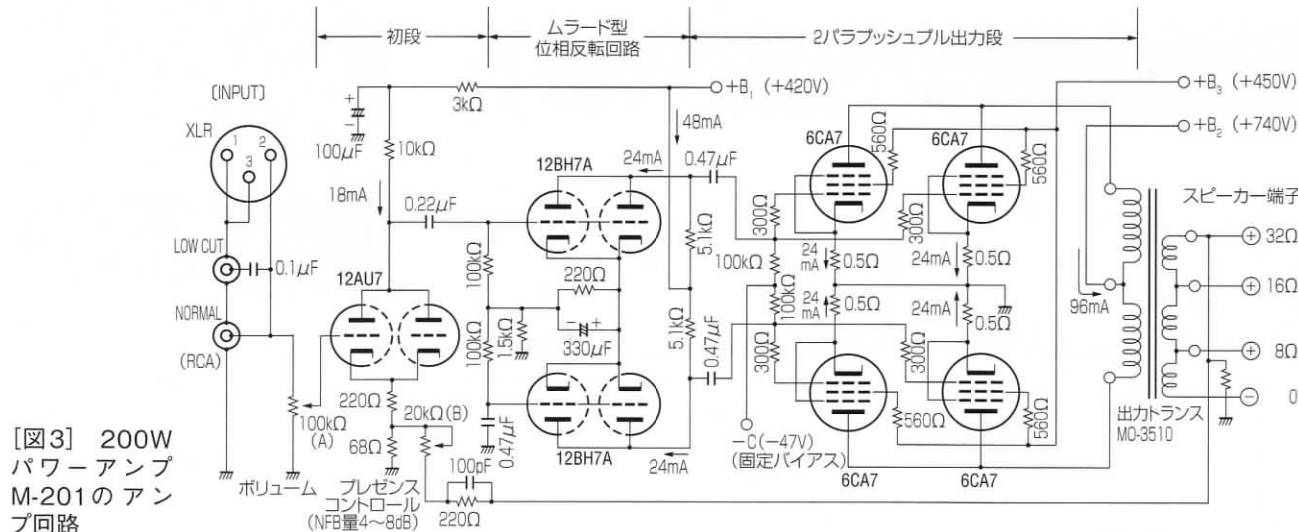 初段
ムラード型
位相反転回路
2パラプッシュプル出力段
[INPUT]
XLR
1
2
3
LOW CUT
0.1μF
NORMAL
(RCA)
100kΩ
(A)
ボリューム
+
−
100μF
3kΩ
10kΩ
18mA
0.22μF
12AU7
220Ω
68Ω
20kΩ(B)
プレゼンス
コントロール
(NFB量4〜8dB)
100pF
220Ω
+B1 (+420V)
48mA
12BH7A
24mA
100kΩ
100kΩ
220Ω
1.5kΩ
− +
330μF
0.47μF
12BH7A
24mA
5.1kΩ
5.1kΩ
0.47μF
0.47μF
6CA7
6CA7
560Ω
560Ω
300Ω
300Ω
100kΩ
100kΩ
24
mA
0.5Ω
24mA
0.5Ω
24
mA
0.5Ω
24mA
0.5Ω
300Ω
300Ω
560Ω
560Ω
−C(−47V)
(固定バイアス)
6CA7
6CA7
+B3 (+450V)
+B2 (+740V)
96mA
出力トランス
MO-3510
スピーカー端子
+ 32Ω
+ 16Ω
+ 8Ω
− 0
[図3] 200W
パワーアンプ
M-201のアン
プ回路